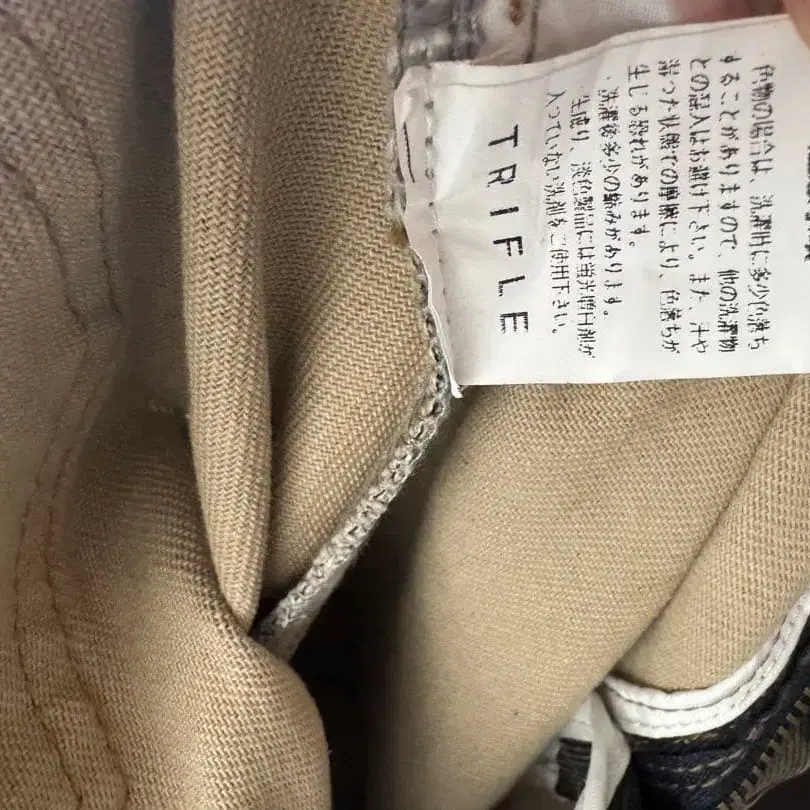 色物の場合は、洗濯時に多少色落ち
することがありますので、他の洗濯物
との混入はお避け下さい。また、汗や
湿った状態での摩擦により、色落ちが
生じる恐れがあります。
・洗濯後多少の縮みがあります。
・生成り、淡色製品には蛍光増白剤が
入っていない洗剤をご使用下さい。
TRIFLE